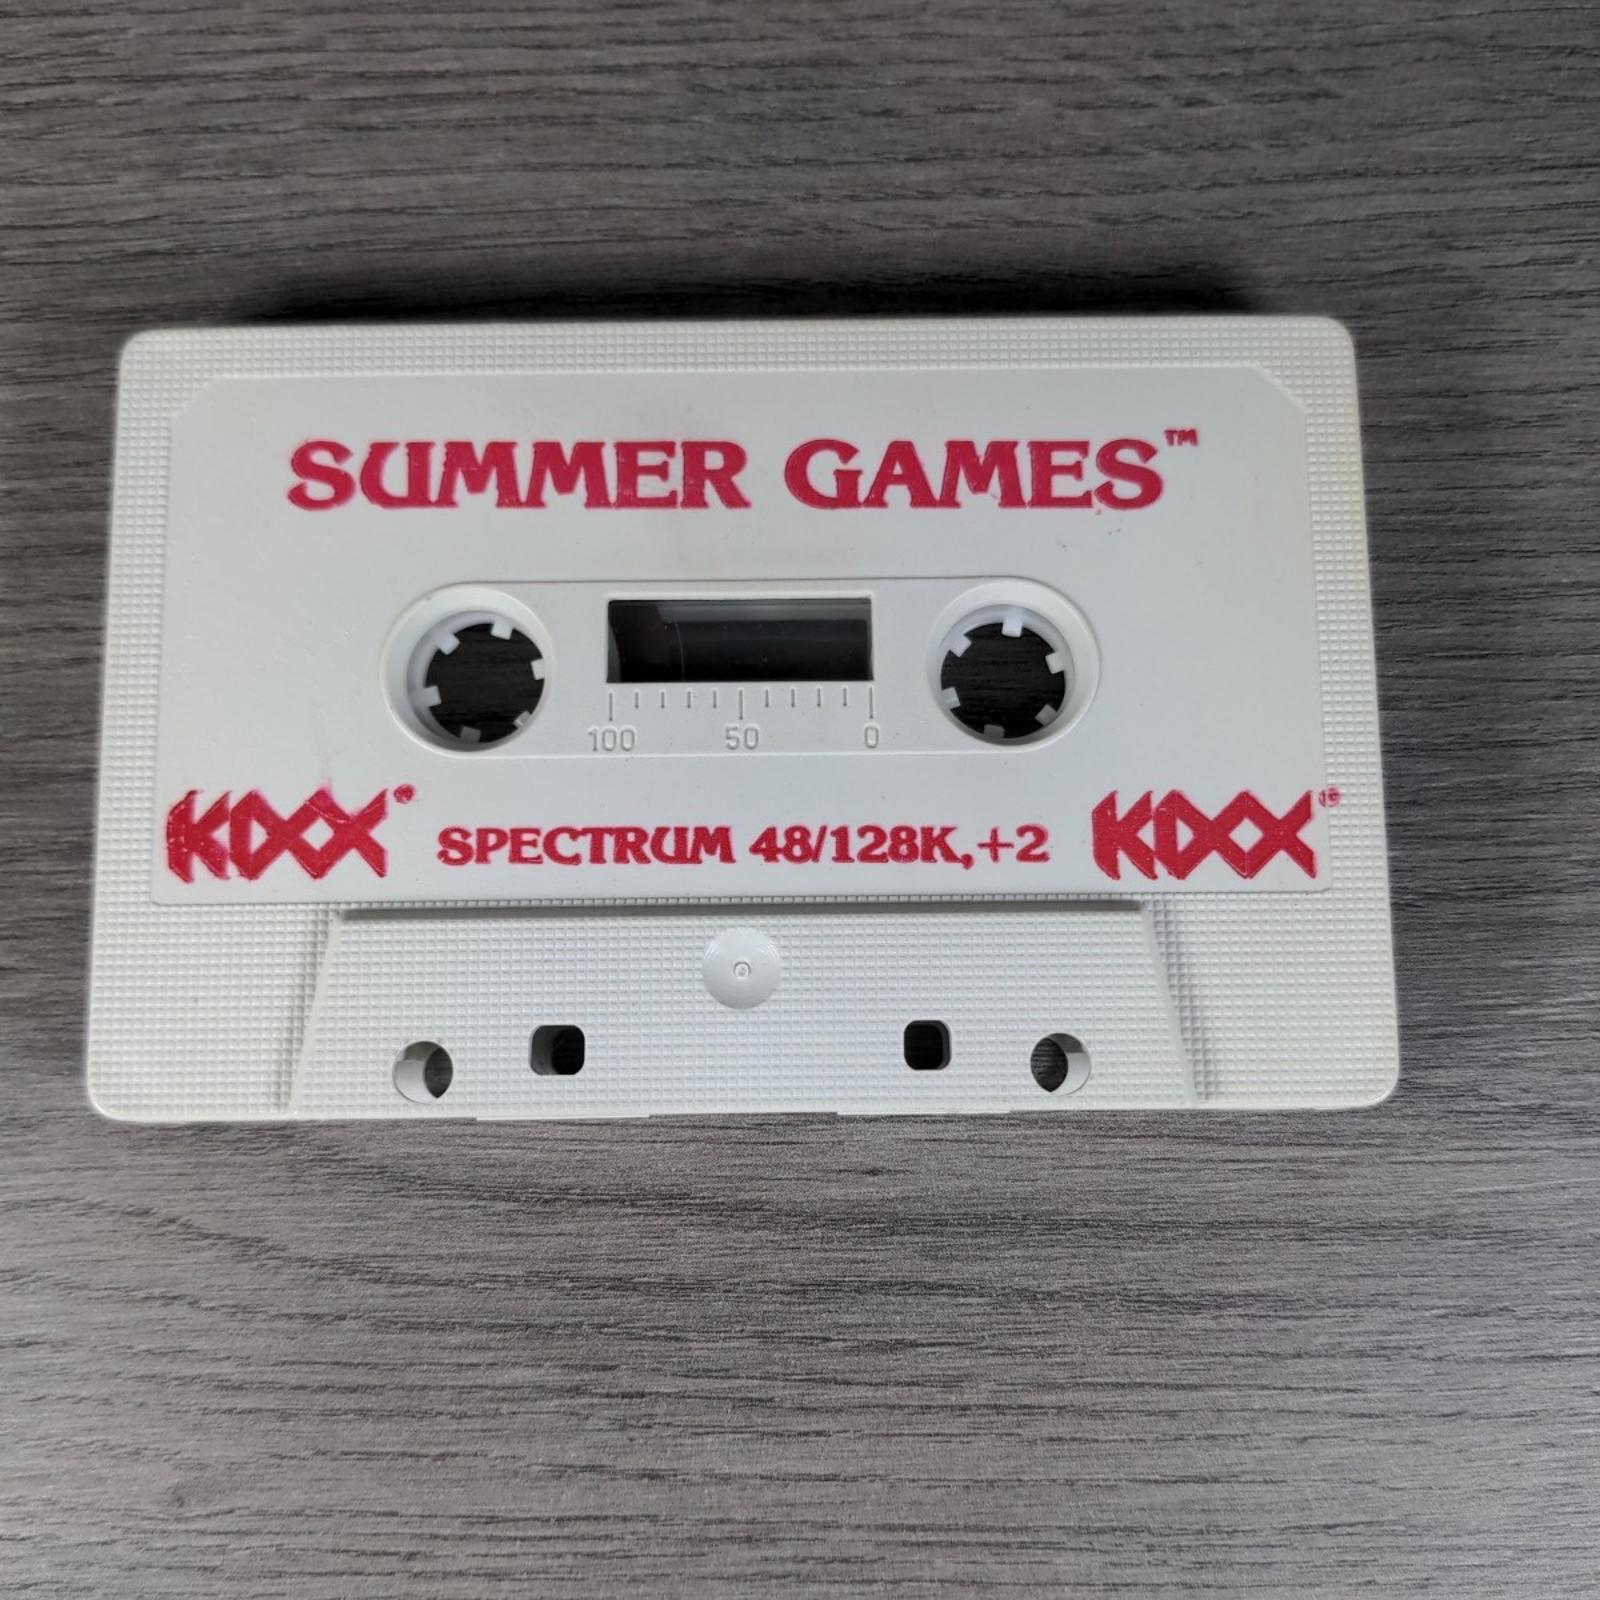 SUMMER GAMES™
100 50 0
KIXX® SPECTRUM 48/128K,+2 KIXX®